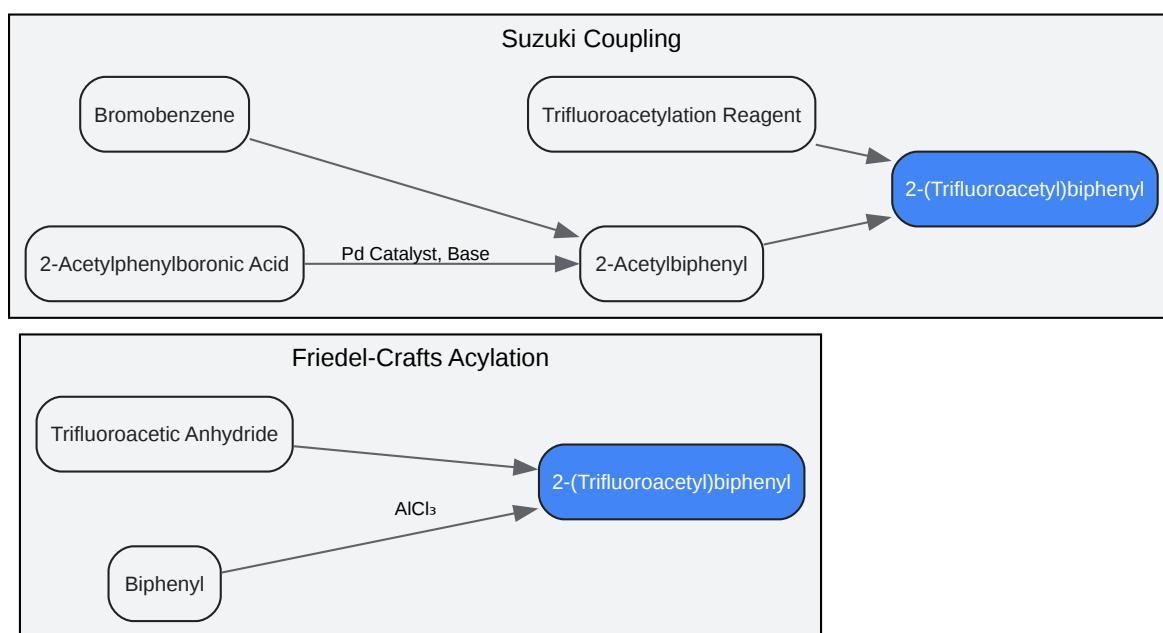 Suzuki Coupling
Bromobenzene
Trifluoroacetylation Reagent
2-(Trifluoroacetyl)biphenyl
2-Acetylphenylboronic Acid
Pd Catalyst, Base
2-Acetylbiphenyl
Friedel-Crafts Acylation
Trifluoroacetic Anhydride
2-(Trifluoroacetyl)biphenyl
AlCl₃
Biphenyl